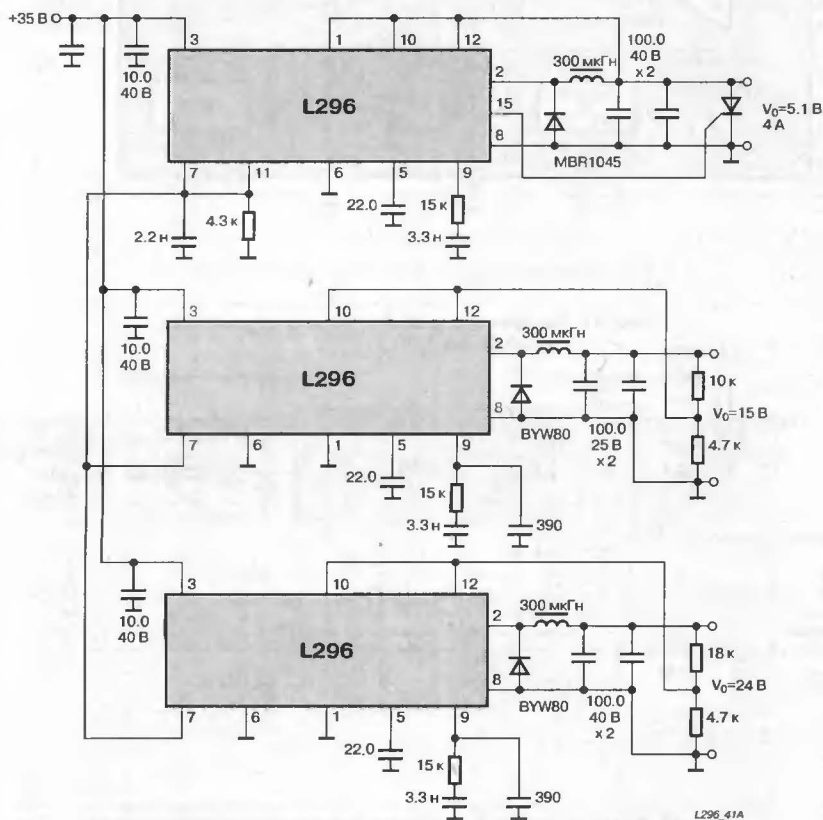 +35 В
3
1
10
12
10.0
40 В
L296
2
15
8
300 мкГн
100.0
40 В
x 2
MBR1045
V₀=5.1 В
4 А
7
11
6
5
9
4.3 к
2.2 н
22.0
15 к
3.3 н
3
10
12
10.0
40 В
L296
2
8
300 мкГн
BYW80
100.0
25 В
x 2
10 к
V₀=15 В
4.7 к
7
6
1
5
9
22.0
15 к
3.3 н
390
3
10
12
10.0
40 В
L296
2
8
300 мкГн
BYW80
100.0
40 В
x 2
18 к
V₀=24 В
4.7 к
7
6
1
5
9
22.0
15 к
3.3 н
390
L296_41A